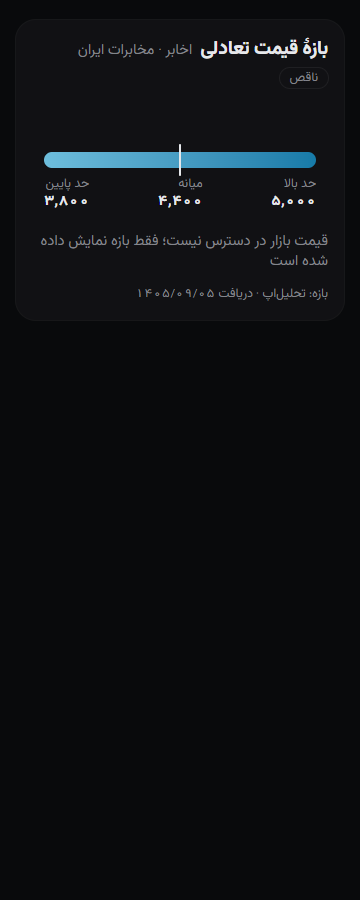 بازهٔ قیمت تعادلی اخابر · مخابرات ایران
ناقص
حد بالا میانه حد پایین
۵,۰۰۰ ۴,۴۰۰ ۳,۸۰۰
قیمت بازار در دسترس نیست؛ فقط بازه نمایش داده
شده است
بازه: تحلیل‌اپ · دریافت ۱۴۰۵/۰۹/۰۵